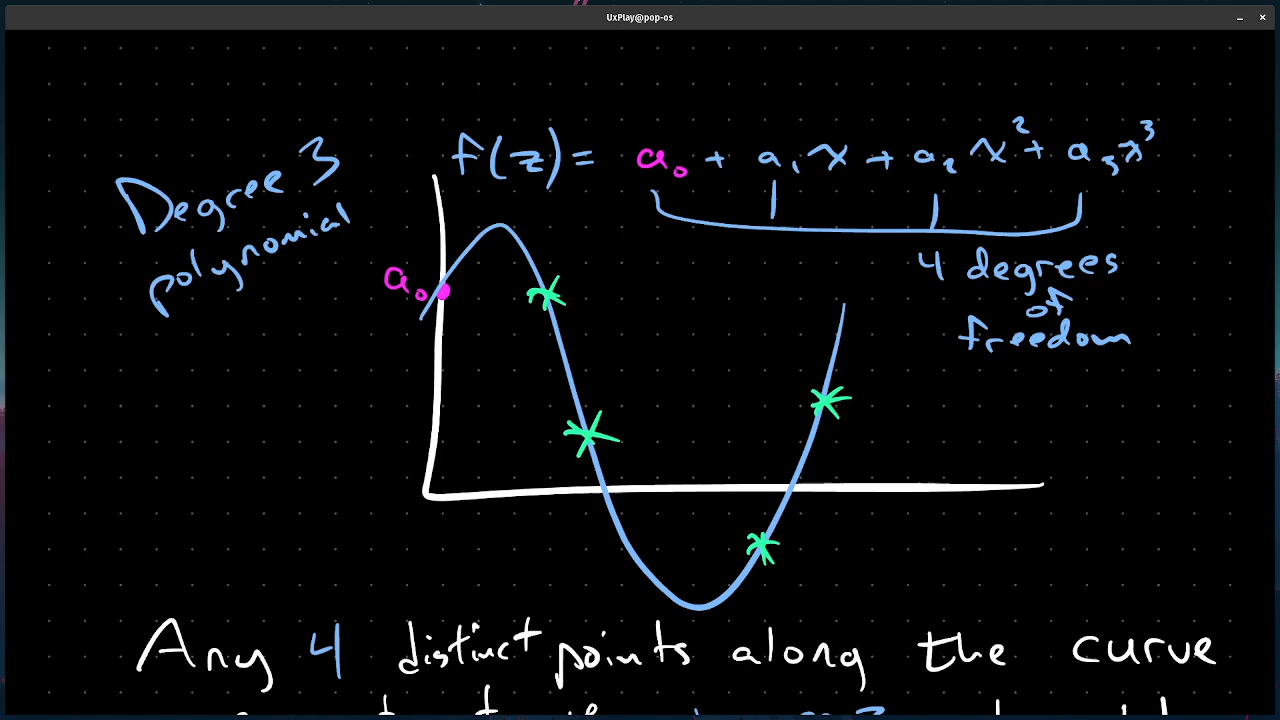 UxPlay@pop-os
Degree 3
polynomial
f(z) = a₀ + a₁x + a₂x² + a₃x³
4 degrees
of
freedom
a₀
Any 4 distinct points along the curve